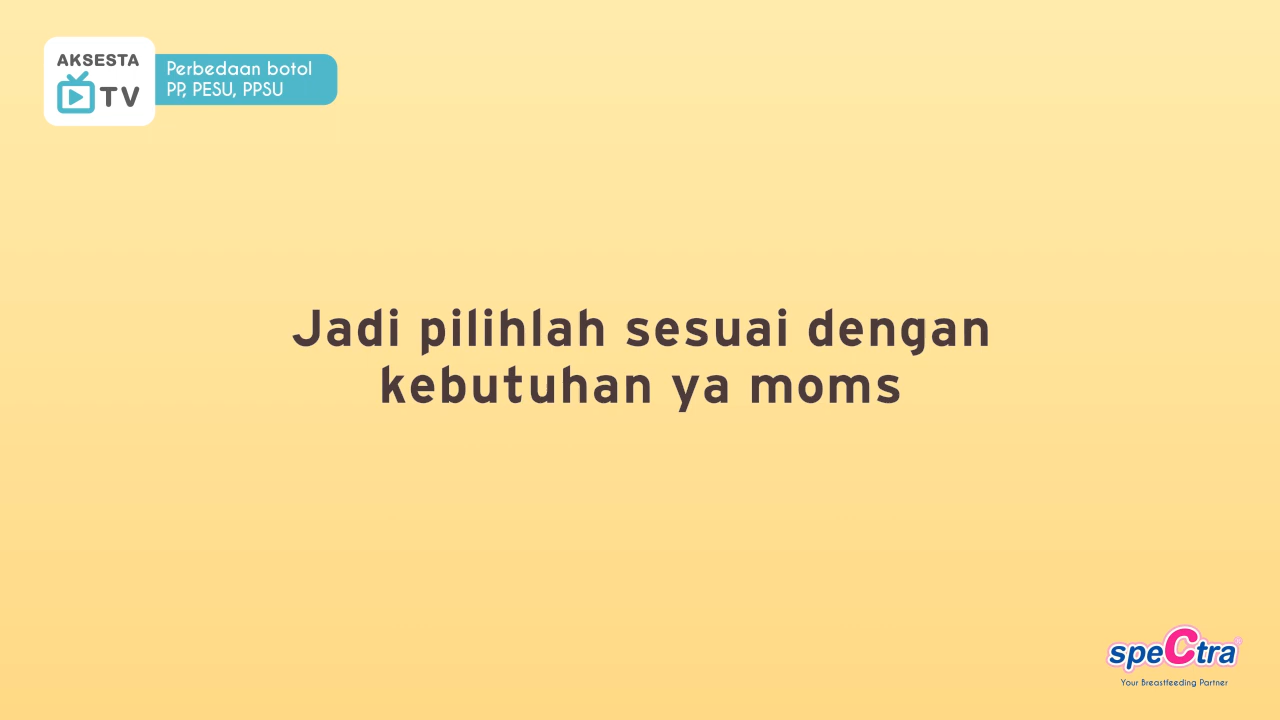 AKSESTA
TV
Perbedaan botol
PP, PESU, PPSU
Jadi pilihlah sesuai dengan
kebutuhan ya moms
speCtra
Your Breastfeeding Partner